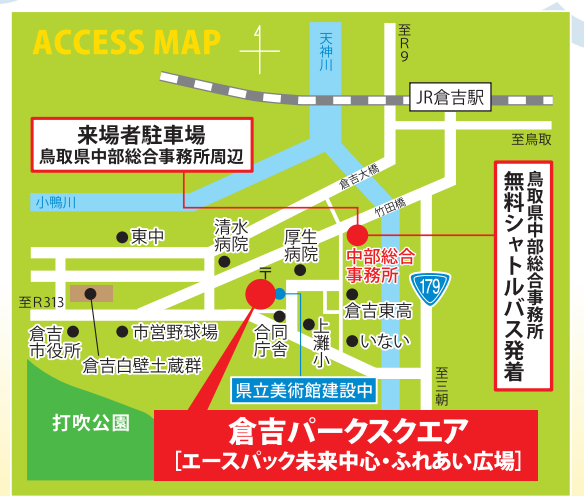 ACCESS MAP
天神川
至R9
JR倉吉駅
至鳥取
来場者駐車場
鳥取県中部総合事務所周辺
倉吉大橋
竹田橋
小鴨川
鳥取県中部総合事務所
無料シャトルバス発着
東中
清水
病院
厚生
病院
中部総合
事務所
〒
179
至R313
倉吉東高
倉吉
市役所
市営野球場
合同
庁舎
上灘小
いない
倉吉白壁土蔵群
至三朝
県立美術館建設中
打吹公園
倉吉パークスクエア
[エースパック未来中心・ふれあい広場]